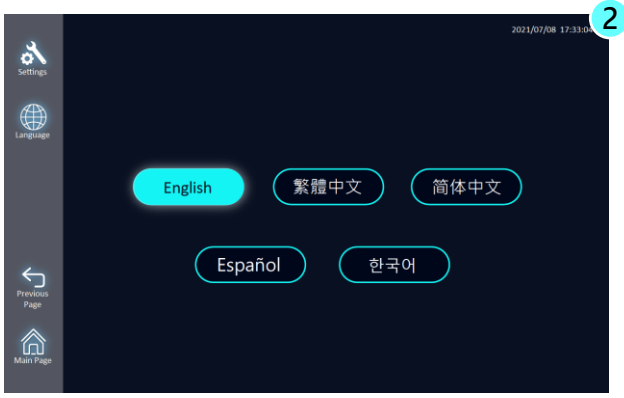 2
2021/07/08 17:33:04
Settings
Language
English
繁體中文
简体中文
Español
한국어
Previous
Page
Main Page